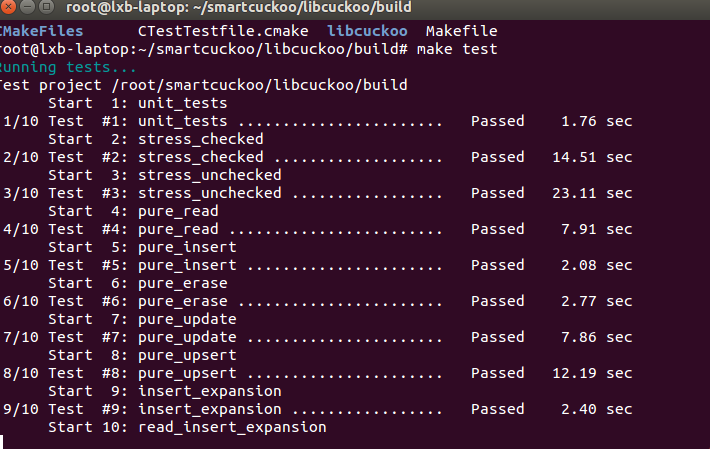 root@lxb-laptop: ~/smartcuckoo/libcuckoo/build
CMakeFiles     CTestTestfile.cmake  libcuckoo  Makefile
root@lxb-laptop:~/smartcuckoo/libcuckoo/build# make test
Running tests...
Test project /root/smartcuckoo/libcuckoo/build
      Start  1: unit_tests
 1/10 Test  #1: unit_tests .......................   Passed    1.76 sec
      Start  2: stress_checked
 2/10 Test  #2: stress_checked ...................   Passed   14.51 sec
      Start  3: stress_unchecked
 3/10 Test  #3: stress_unchecked .................   Passed   23.11 sec
      Start  4: pure_read
 4/10 Test  #4: pure_read ........................   Passed    7.91 sec
      Start  5: pure_insert
 5/10 Test  #5: pure_insert ......................   Passed    2.08 sec
      Start  6: pure_erase
 6/10 Test  #6: pure_erase .......................   Passed    2.77 sec
      Start  7: pure_update
 7/10 Test  #7: pure_update ......................   Passed    7.86 sec
      Start  8: pure_upsert
 8/10 Test  #8: pure_upsert ......................   Passed   12.19 sec
      Start  9: insert_expansion
 9/10 Test  #9: insert_expansion .................   Passed    2.40 sec
      Start 10: read_insert_expansion